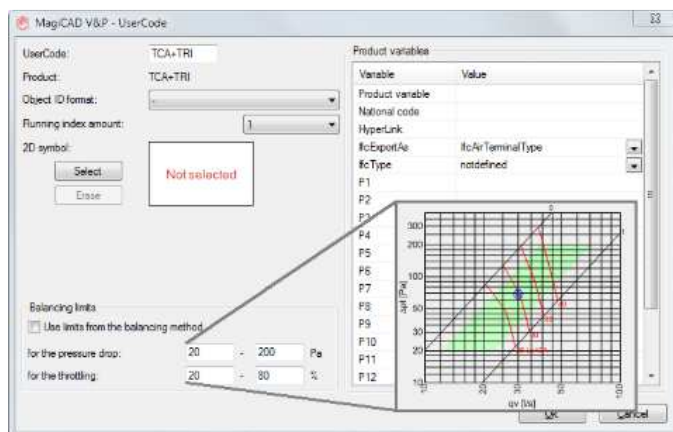 MagiCAD V&P - UserCode
UserCode: TCA+TRI
Product: TCA+TRI
Object ID format: -
Running index amount: 1
2D symbol:
Select
Erase
Not selected
Balancing limits
Use limits from the balancing method
for the pressure drop: 20 - 200 Pa
for the throttling: 20 - 80 %
Product variables
Variable Value
Product variable
National code
HyperLink
IfcExportAs IfcAirTerminalType
IfcType notdefined
P1
P2
P3
P4
P5
P6
P7
P8
P9
P10
P11
P12
300
200
100
50
30
20
10
Δpt [Pa]
10 20 30 50 100
qv [l/s]
Ok Cancel